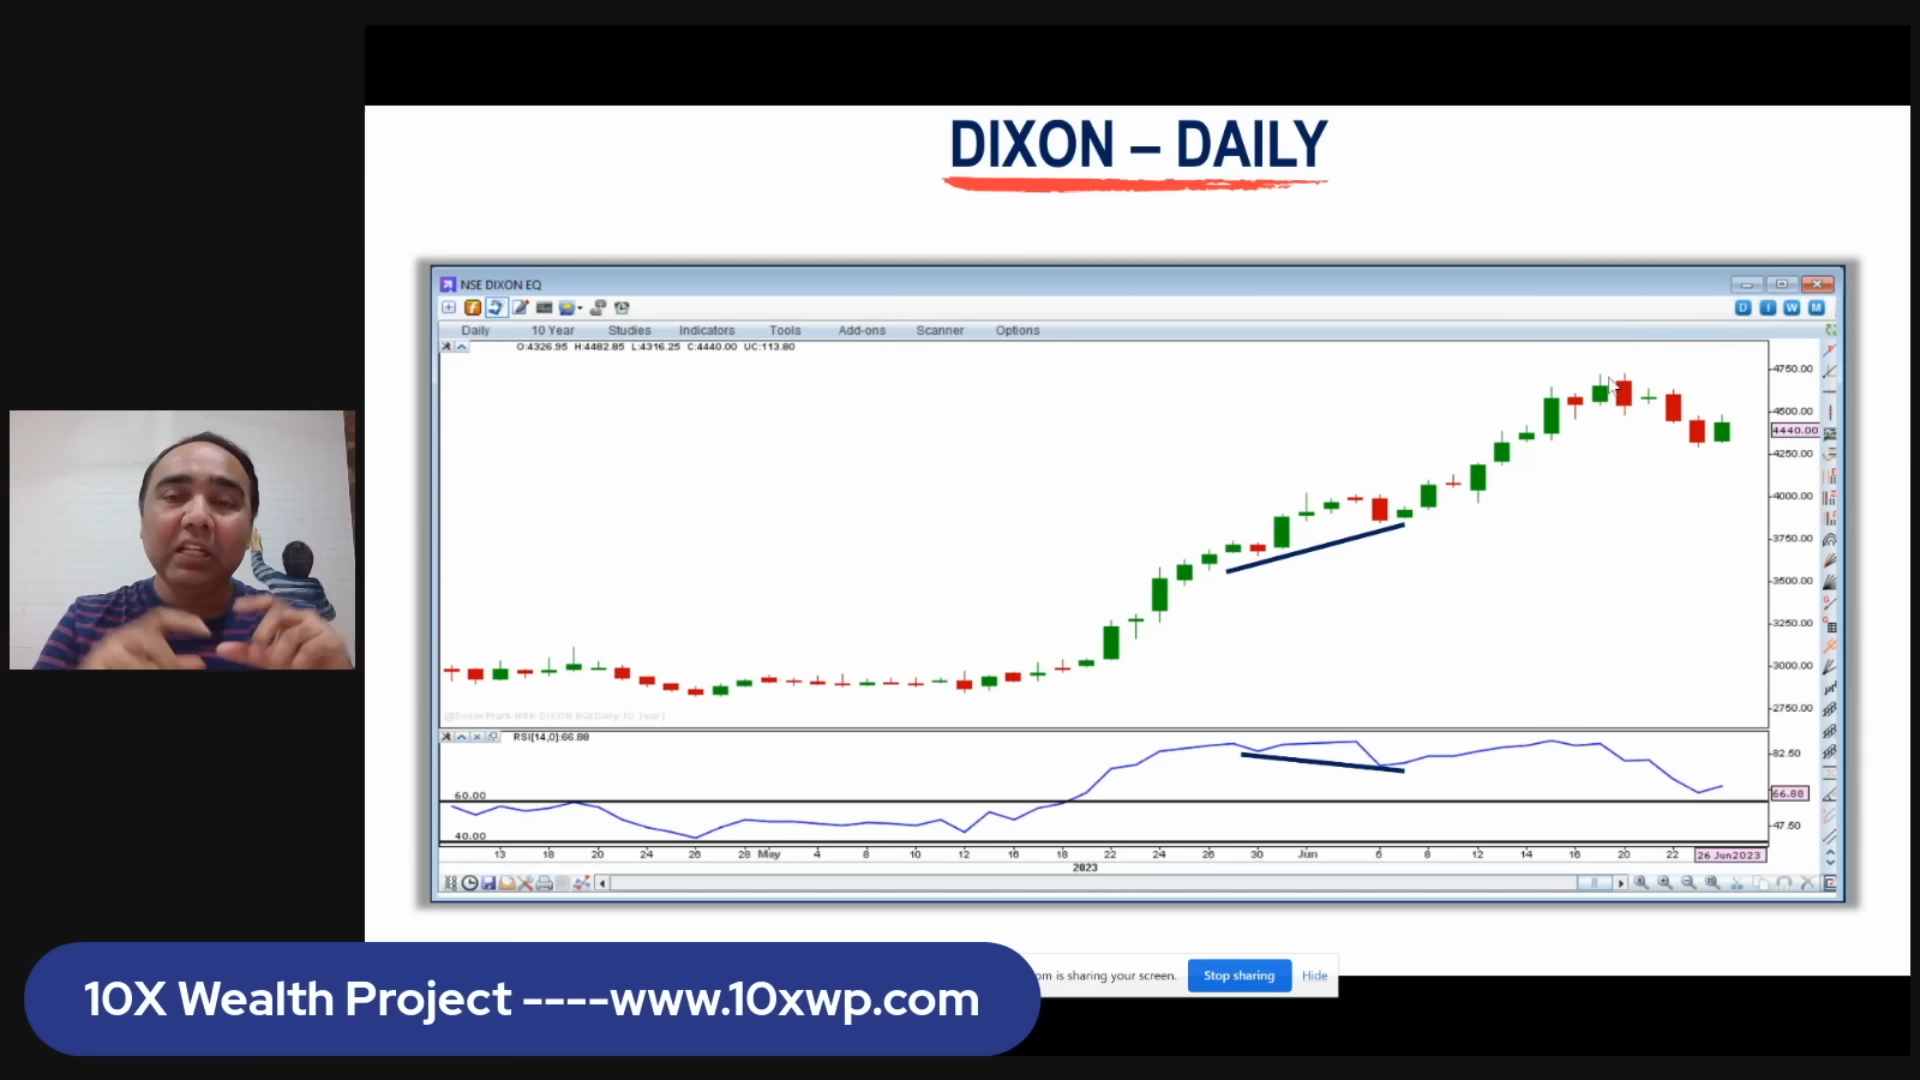 DIXON – DAILY
NSE DIXON EQ
D I W M
Daily 10 Year Studies Indicators Tools Add-ons Scanner Options
O:4326.95 H:4482.85 L:4316.25 C:4440.00 UC:113.80
4750.00
4500.00
4440.00
4250.00
4000.00
3750.00
3500.00
3250.00
3000.00
2750.00
RSI[14,0]:66.88
82.50
60.00
66.88
47.50
40.00
13 18 20 24 26 28 May 4 8 10 12 16 18 22 24 26 30 Jun 6 8 12 14 16 20 22 26 Jun2023
2023
om is sharing your screen. Stop sharing Hide
10X Wealth Project ----www.10xwp.com